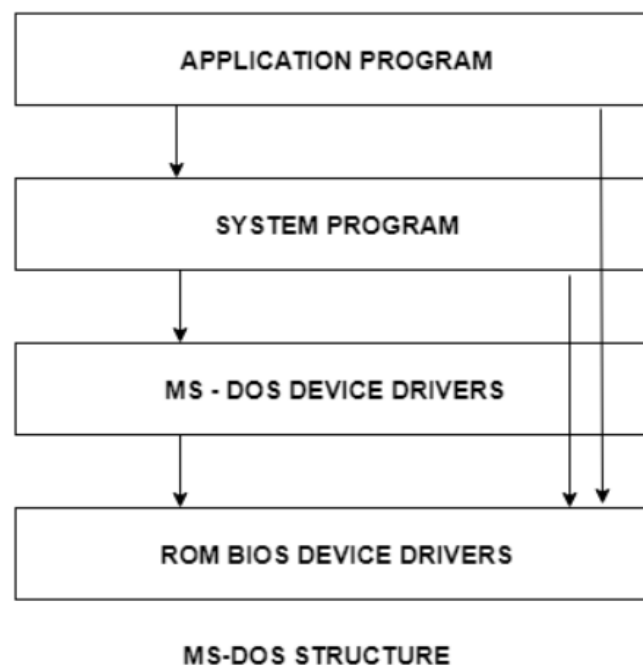 APPLICATION PROGRAM
SYSTEM PROGRAM
MS - DOS DEVICE DRIVERS
ROM BIOS DEVICE DRIVERS
MS-DOS STRUCTURE